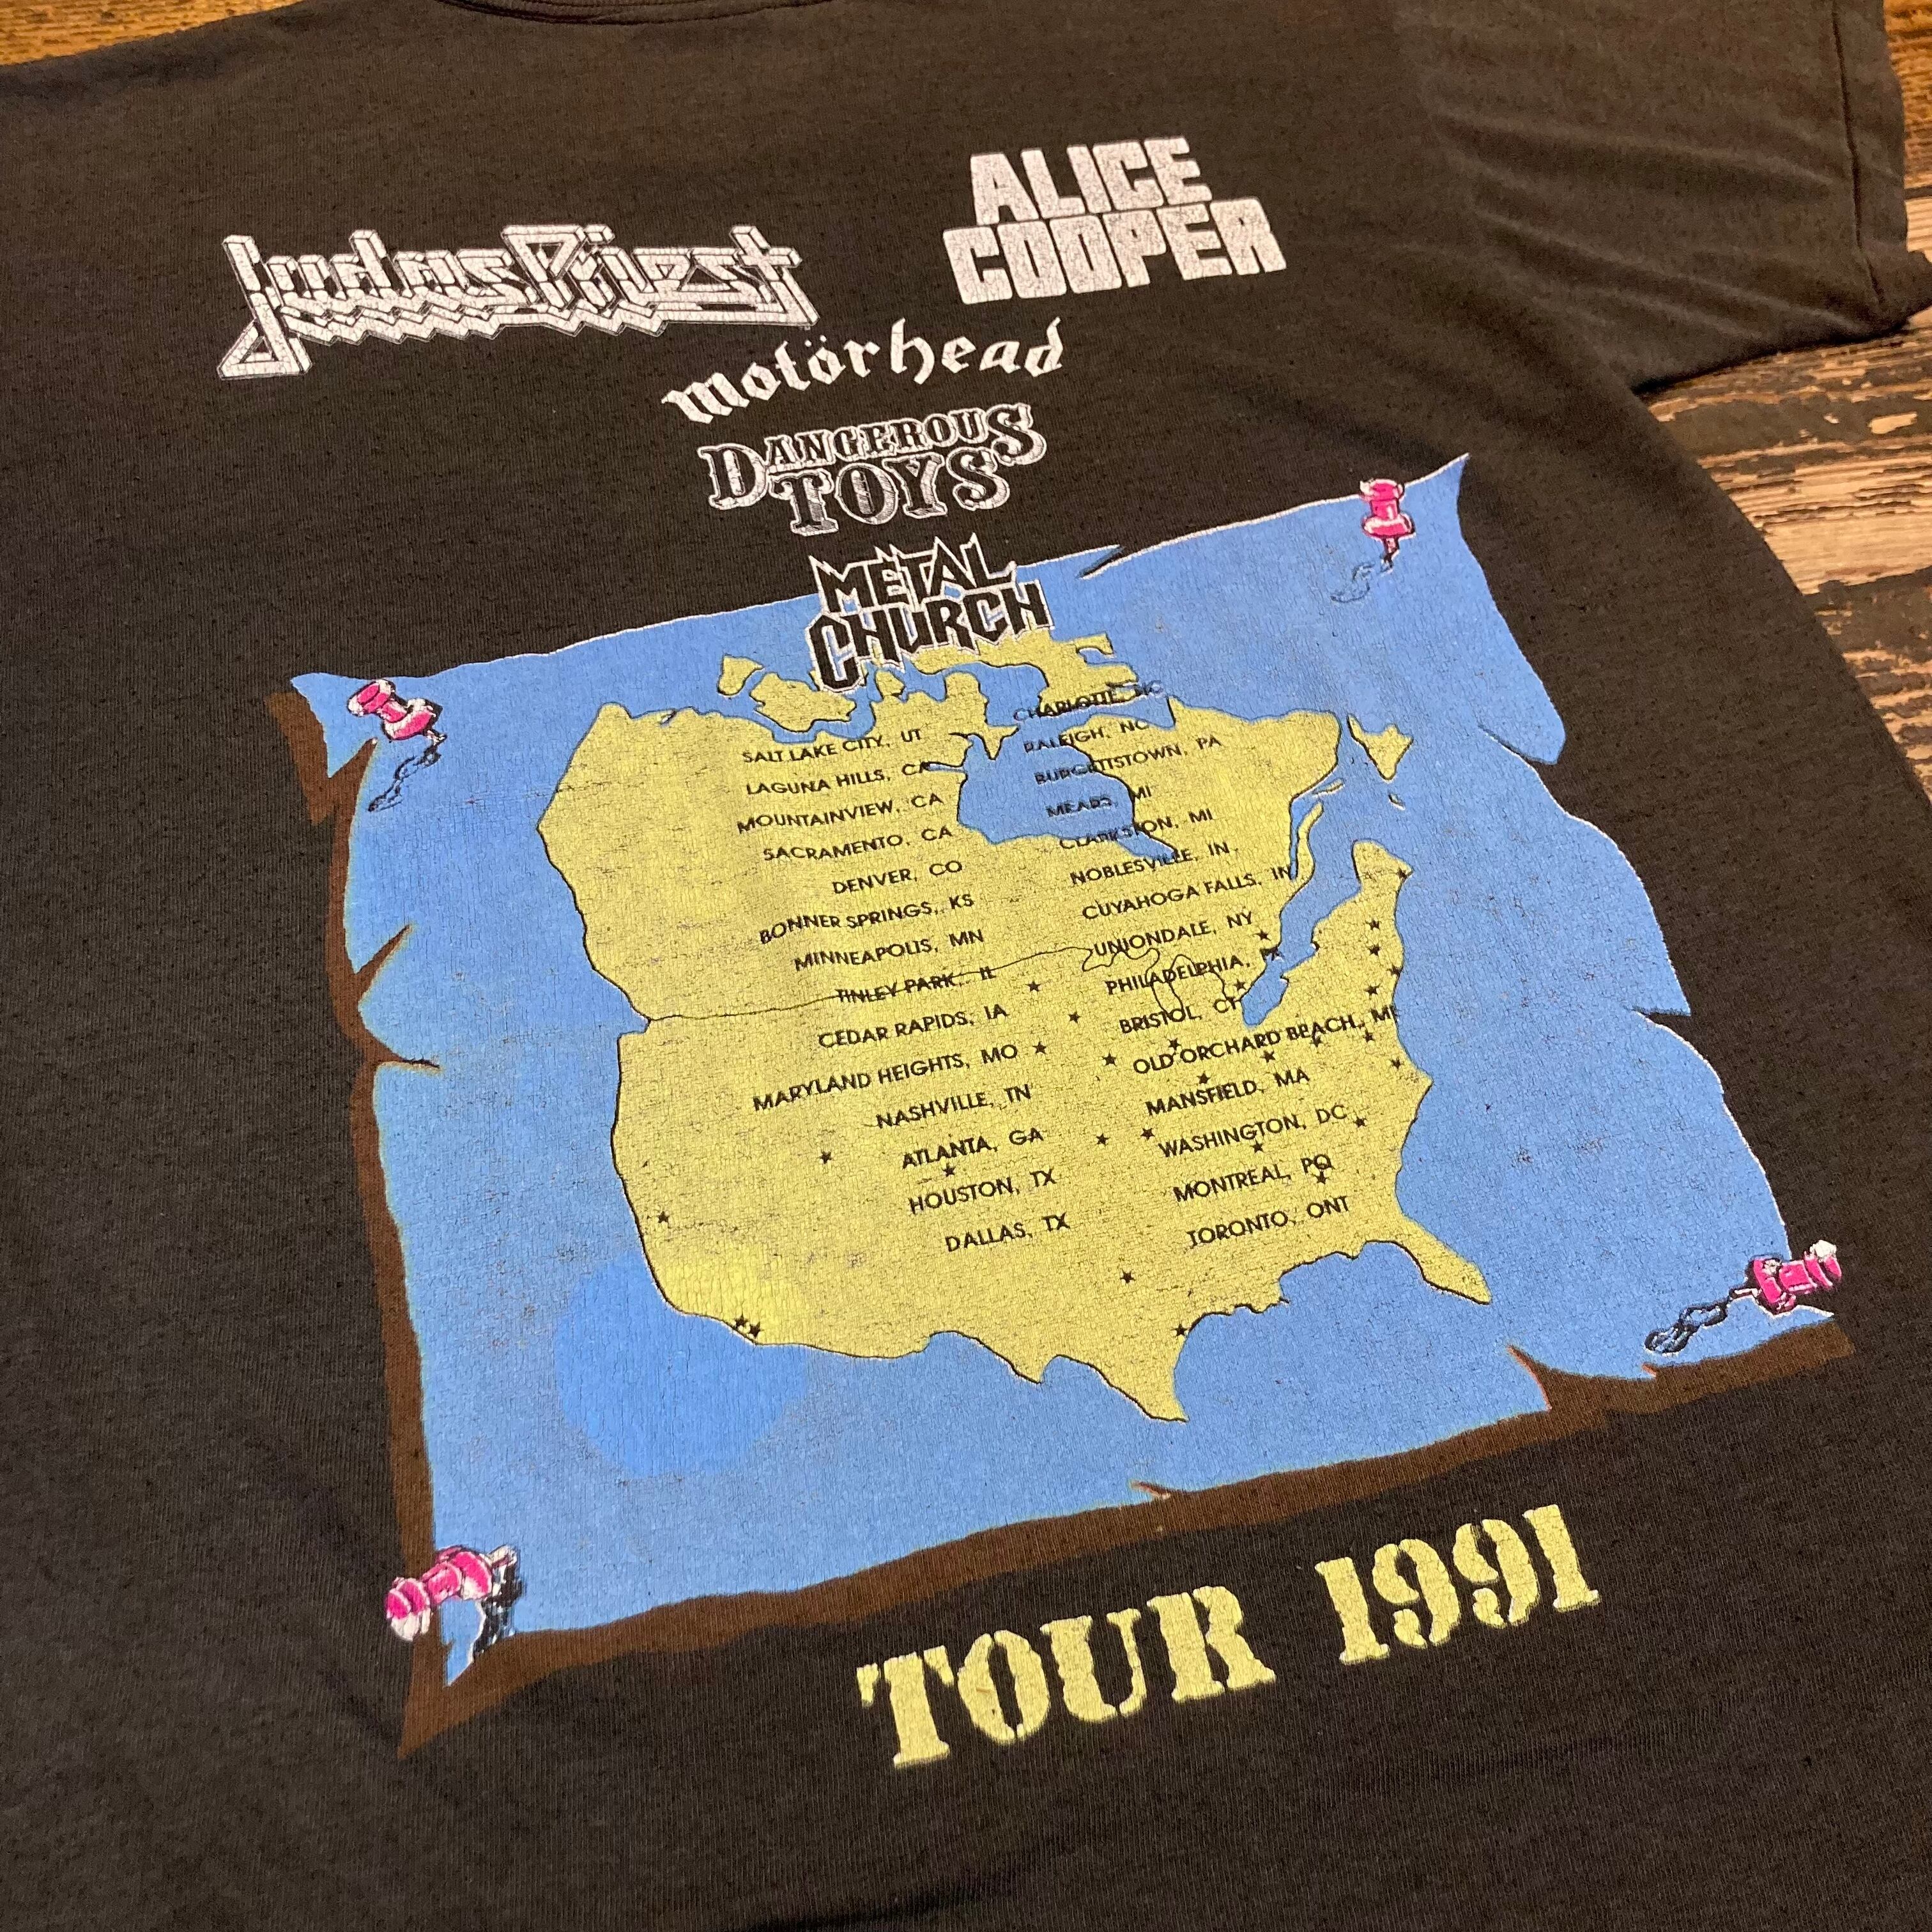 Judas Priest
ALICE
COOPER
motörhead
DANGEROUS
TOYS
METAL
CHURCH
SALT LAKE CITY, UT
LAGUNA HILLS, CA
MOUNTAINVIEW, CA
SACRAMENTO, CA
DENVER, CO
BONNER SPRINGS, KS
MINNEAPOLIS, MN
TINLEY PARK, IL
CEDAR RAPIDS, IA
MARYLAND HEIGHTS, MO
NASHVILLE, TN
ATLANTA, GA
HOUSTON, TX
DALLAS, TX
CHARLOTTE, NC
RALEIGH, NC
BURGETTSTOWN, PA
MEARS, MI
CLARKSTON, MI
NOBLESVILLE, IN
CUYAHOGA FALLS, IN
UNIONDALE, NY
PHILADELPHIA, PA
BRISTOL, CT
OLD ORCHARD BEACH, ME
MANSFIELD, MA
WASHINGTON, DC
MONTREAL, PQ
TORONTO, ONT
TOUR 1991